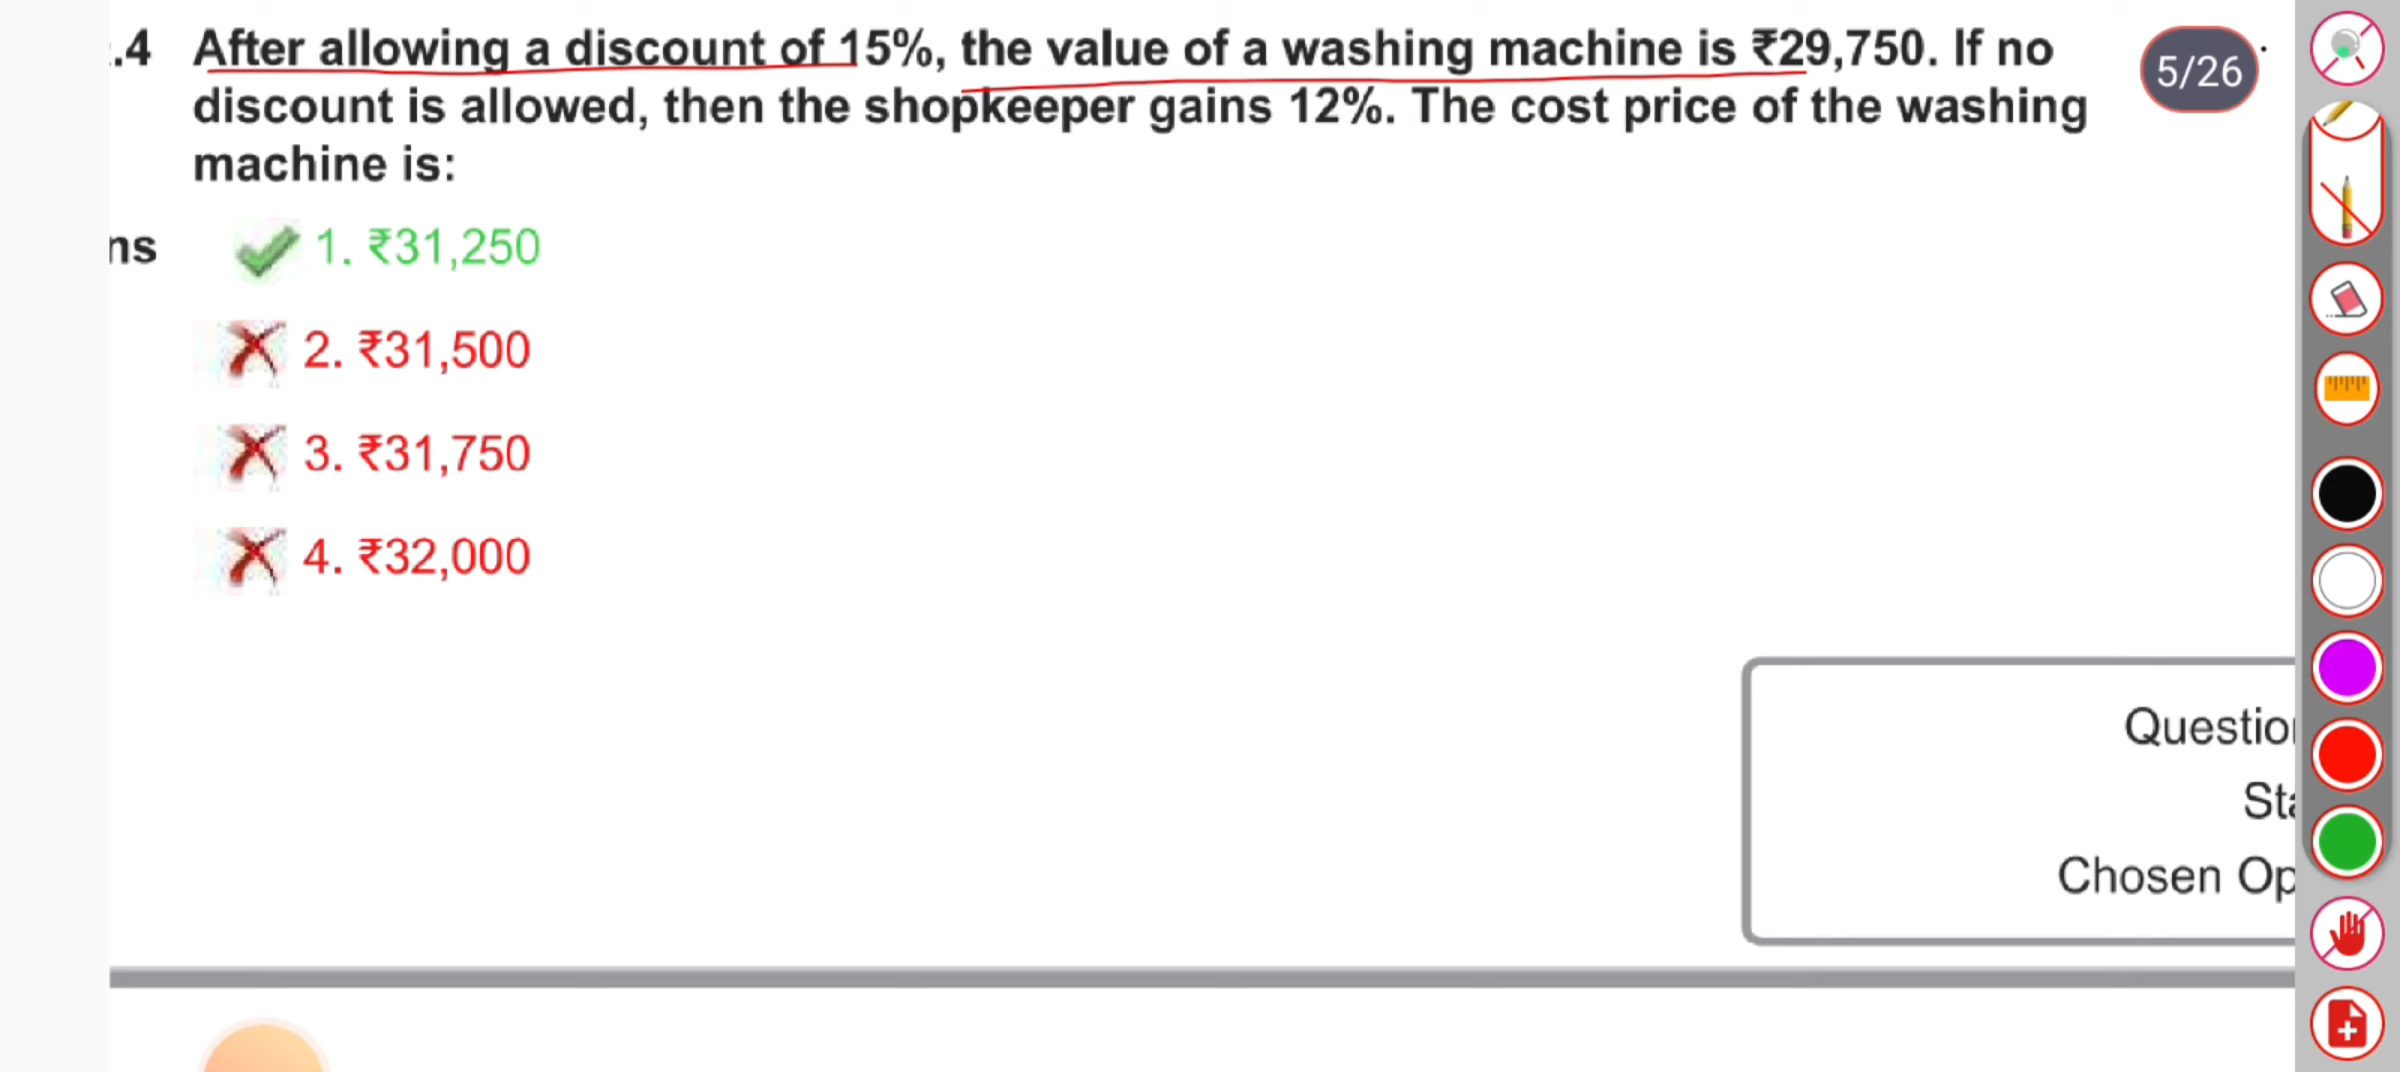 .4 After allowing a discount of 15%, the value of a washing machine is ₹29,750. If no
discount is allowed, then the shopkeeper gains 12%. The cost price of the washing
machine is:
5/26
ns 1. ₹31,250
2. ₹31,500
3. ₹31,750
4. ₹32,000
Question
Sta
Chosen Op